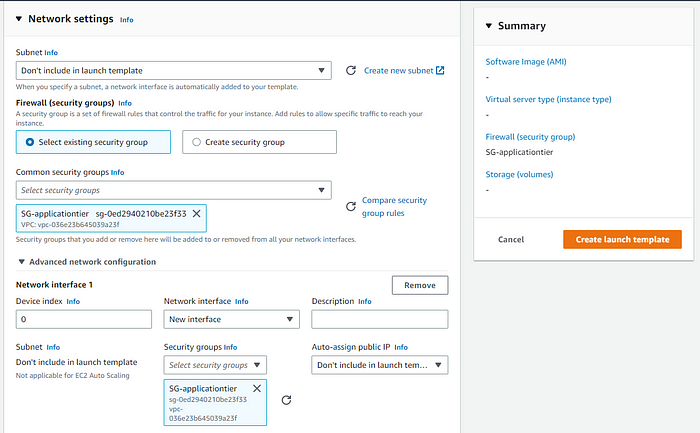 Network settings Info
Subnet Info
Don't include in launch template
Create new subnet
When you specify a subnet, a network interface is automatically added to your template.
Firewall (security groups) Info
A security group is a set of firewall rules that control the traffic for your instance. Add rules to allow specific traffic to reach your
instance.
Select existing security group
Create security group
Common security groups Info
Select security groups
SG-applicationtier sg-0ed2940210be23f33
VPC: vpc-036e23b645039a23f
Compare security
group rules
Security groups that you add or remove here will be added to or removed from all your network interfaces.
Advanced network configuration
Network interface 1
Remove
Device index Info
Network interface Info
Description Info
0
New interface
Subnet Info
Security groups Info
Auto-assign public IP Info
Don't include in launch template
Not applicable for EC2 Auto Scaling
Select security groups
Don't include in launch tem...
SG-applicationtier
sg-0ed2940210be23f33
vpc-
036e23b645039a23f
Summary
Software Image (AMI)
-
Virtual server type (instance type)
-
Firewall (security group)
SG-applicationtier
Storage (volumes)
-
Cancel
Create launch template